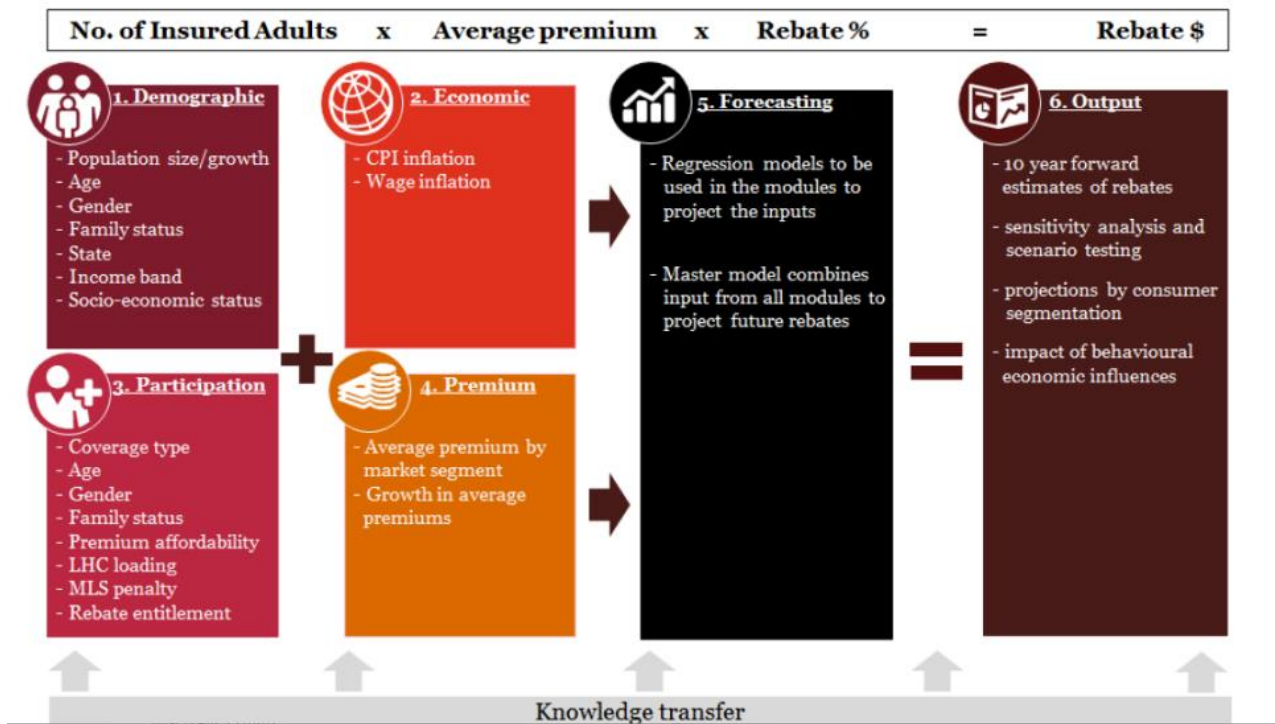 No. of Insured Adults x Average premium x Rebate % = Rebate $
1. Demographic
- Population size/growth
- Age
- Gender
- Family status
- State
- Income band
- Socio-economic status
2. Economic
- CPI inflation
- Wage inflation
3. Participation
- Coverage type
- Age
- Gender
- Family status
- Premium affordability
- LHC loading
- MLS penalty
- Rebate entitlement
4. Premium
- Average premium by
market segment
- Growth in average
premiums
5. Forecasting
- Regression models to be
used in the modules to
project the inputs
- Master model combines
input from all modules to
project future rebates
6. Output
- 10 year forward
estimates of rebates
- sensitivity analysis and
scenario testing
- projections by consumer
segmentation
- impact of behavioural
economic influences
Knowledge transfer